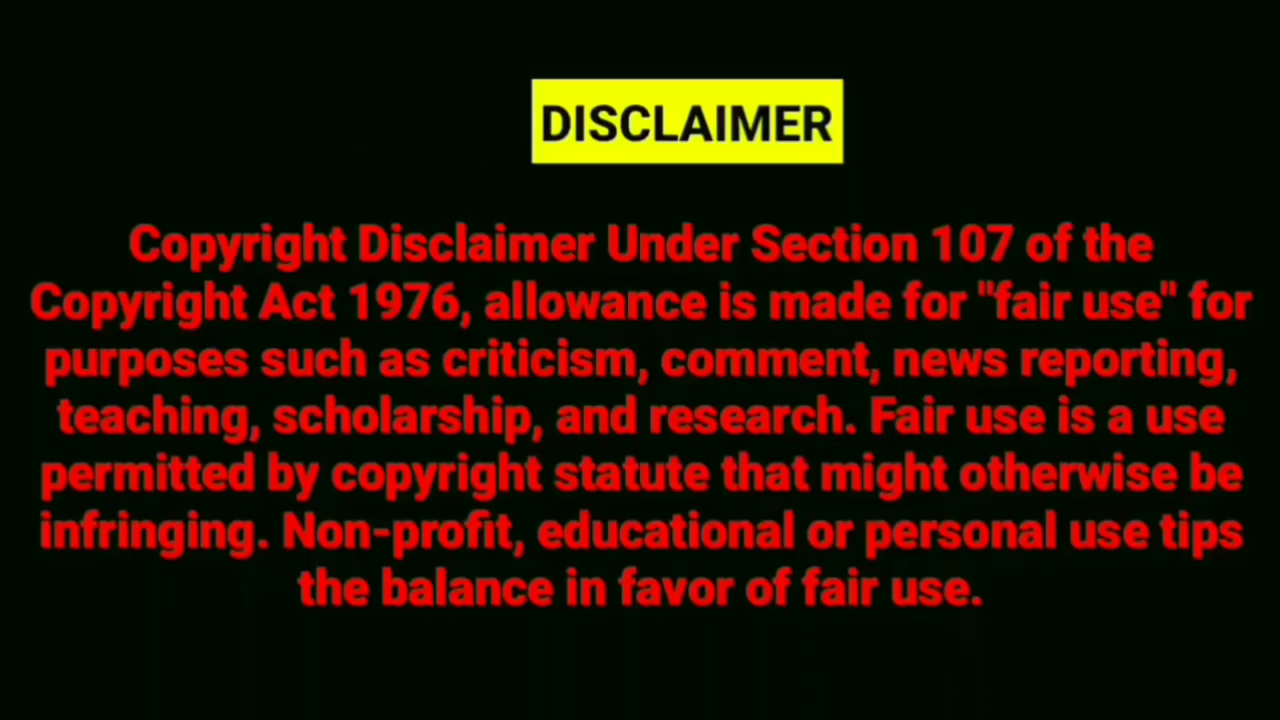 DISCLAIMER
Copyright Disclaimer Under Section 107 of the
Copyright Act 1976, allowance is made for "fair use" for
purposes such as criticism, comment, news reporting,
teaching, scholarship, and research. Fair use is a use
permitted by copyright statute that might otherwise be
infringing. Non-profit, educational or personal use tips
the balance in favor of fair use.